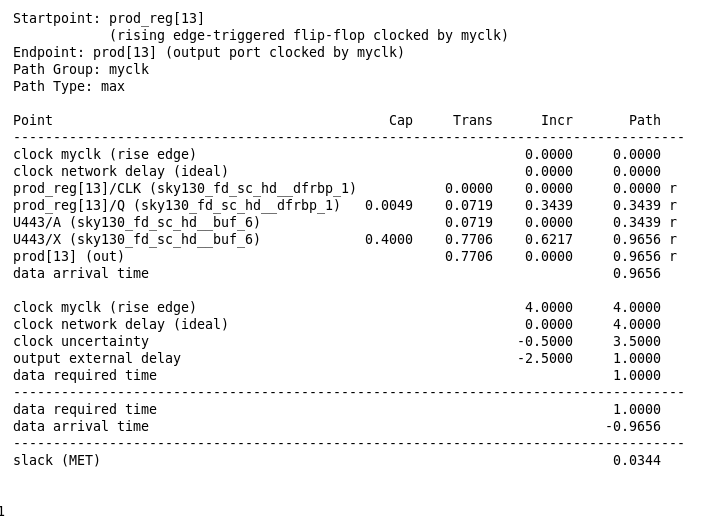 Startpoint: prod_reg[13]
            (rising edge-triggered flip-flop clocked by myclk)
Endpoint: prod[13] (output port clocked by myclk)
Path Group: myclk
Path Type: max

Point                                          Cap     Trans      Incr       Path
------------------------------------------------------------------------------------
clock myclk (rise edge)                                         0.0000     0.0000
clock network delay (ideal)                                     0.0000     0.0000
prod_reg[13]/CLK (sky130_fd_sc_hd__dfrbp_1)           0.0000    0.0000     0.0000 r
prod_reg[13]/Q (sky130_fd_sc_hd__dfrbp_1)   0.0049    0.0719    0.3439     0.3439 r
U443/A (sky130_fd_sc_hd__buf_6)                       0.0719    0.0000     0.3439 r
U443/X (sky130_fd_sc_hd__buf_6)             0.4000    0.7706    0.6217     0.9656 r
prod[13] (out)                                        0.7706    0.0000     0.9656 r
data arrival time                                                          0.9656

clock myclk (rise edge)                                         4.0000     4.0000
clock network delay (ideal)                                     0.0000     4.0000
clock uncertainty                                              -0.5000     3.5000
output external delay                                          -2.5000     1.0000
data required time                                                         1.0000
------------------------------------------------------------------------------------
data required time                                                         1.0000
data arrival time                                                         -0.9656
------------------------------------------------------------------------------------
slack (MET)                                                                0.0344

1